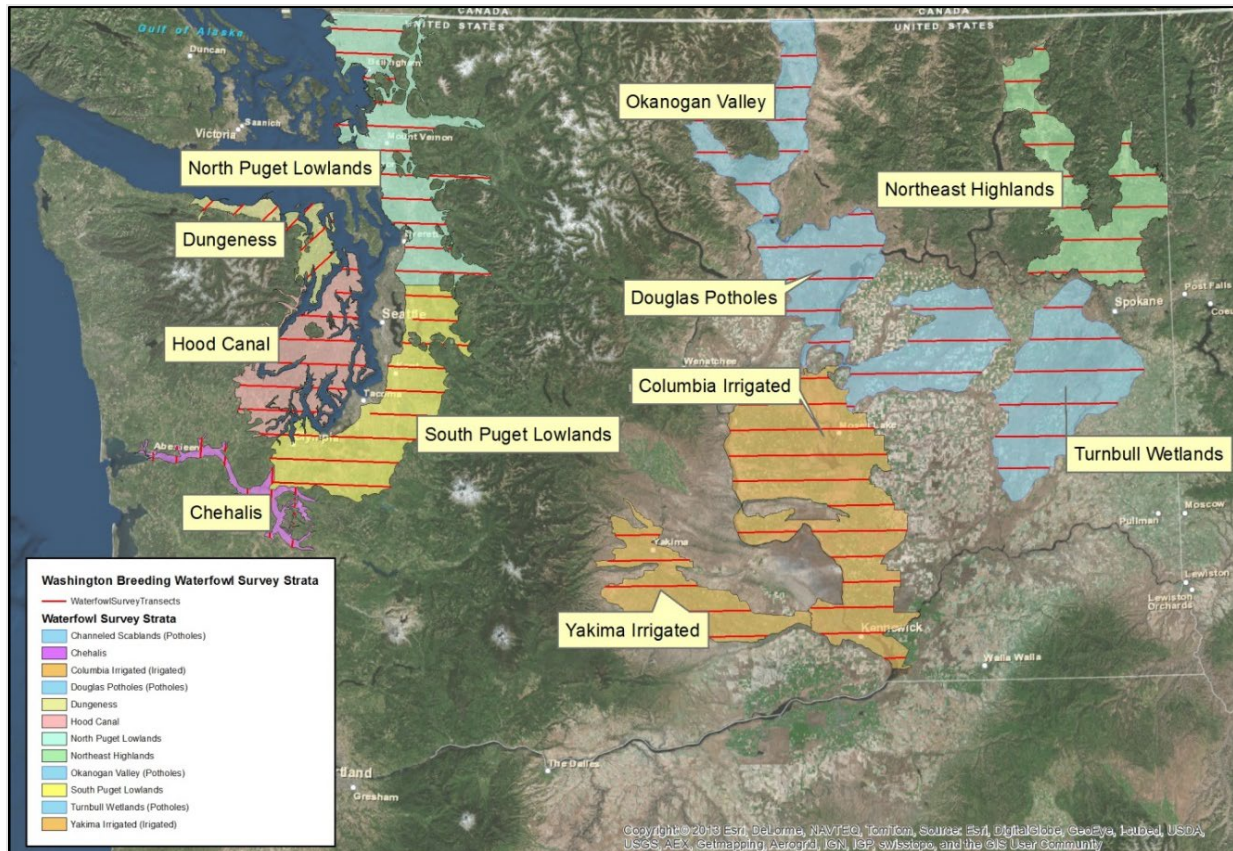 CANADA
UNITED STATES
CANADA
UNITED STATES
Gulf of Alaska
Duncan
Bellingham
Okanogan Valley
Saanich
Victoria
Mount Vernon
North Puget Lowlands
Northeast Highlands
Dungeness
Douglas Potholes
Post Falls
Spokane
Seattle
Hood Canal
Wenatchee
Columbia Irrigated
Tacoma
Moses Lake
South Puget Lowlands
Aberdeen
Turnbull Wetlands
Chehalis
Moscow
Pullman
Yakima
Lewiston
Lewiston
Orchards
Yakima Irrigated
Kennewick
Walla Walla
The Dalles
Gresham
Washington Breeding Waterfowl Survey Strata
WaterfowlSurveyTransects
Waterfowl Survey Strata
Channeled Scablands (Potholes)
Chehalis
Columbia Irrigated (Irigated)
Douglas Potholes (Potholes)
Dungeness
Hood Canal
North Puget Lowlands
Northeast Highlands
Okanogan Valley (Potholes)
South Puget Lowlands
Turnbull Wetlands (Potholes)
Yakima Irrigated (Irigated)
Copyright:© 2013 Esri, DeLorme, NAVTEQ, TomTom, Source: Esri, DigitalGlobe, GeoEye, i-cubed, USDA,
USGS, AEX, Getmapping, Aerogrid, IGN, IGP, swisstopo, and the GIS User Community